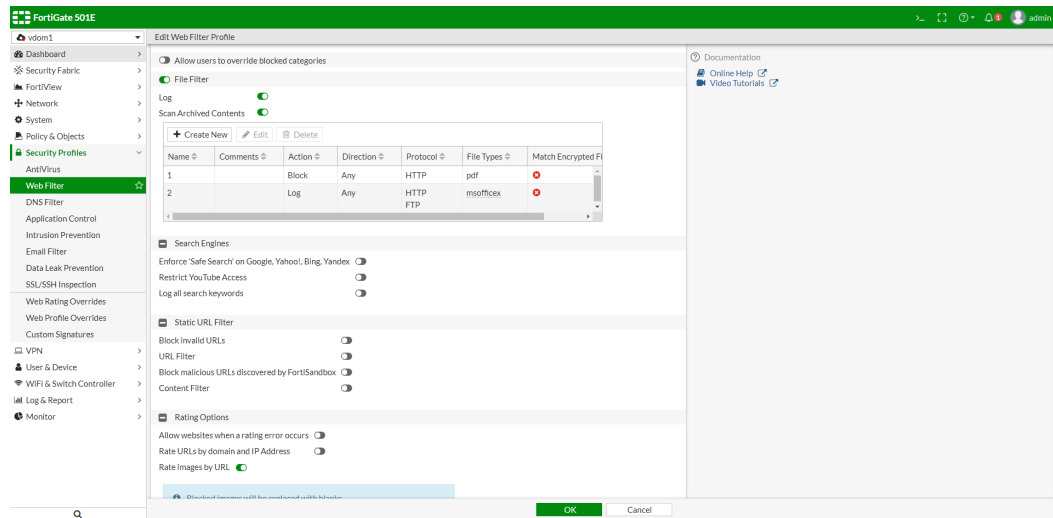 FortiGate 501E
admin
vdom1
Edit Web Filter Profile
Dashboard
Security Fabric
FortiView
Network
System
Policy & Objects
Security Profiles
AntiVirus
Web Filter
DNS Filter
Application Control
Intrusion Prevention
Email Filter
Data Leak Prevention
SSL/SSH Inspection
Web Rating Overrides
Web Profile Overrides
Custom Signatures
VPN
User & Device
WiFi & Switch Controller
Log & Report
Monitor
Allow users to override blocked categories
File Filter
Log
Scan Archived Contents
+ Create New Edit Delete
Name Comments Action Direction Protocol File Types Match Encrypted Fi
1 Block Any HTTP pdf
2 Log Any HTTP msofficex
FTP
Search Engines
Enforce 'Safe Search' on Google, Yahoo!, Bing, Yandex
Restrict YouTube Access
Log all search keywords
Static URL Filter
Block invalid URLs
URL Filter
Block malicious URLs discovered by FortiSandbox
Content Filter
Rating Options
Allow websites when a rating error occurs
Rate URLs by domain and IP Address
Rate images by URL
Blocked images will be replaced with blanks
OK Cancel
Documentation
Online Help
Video Tutorials